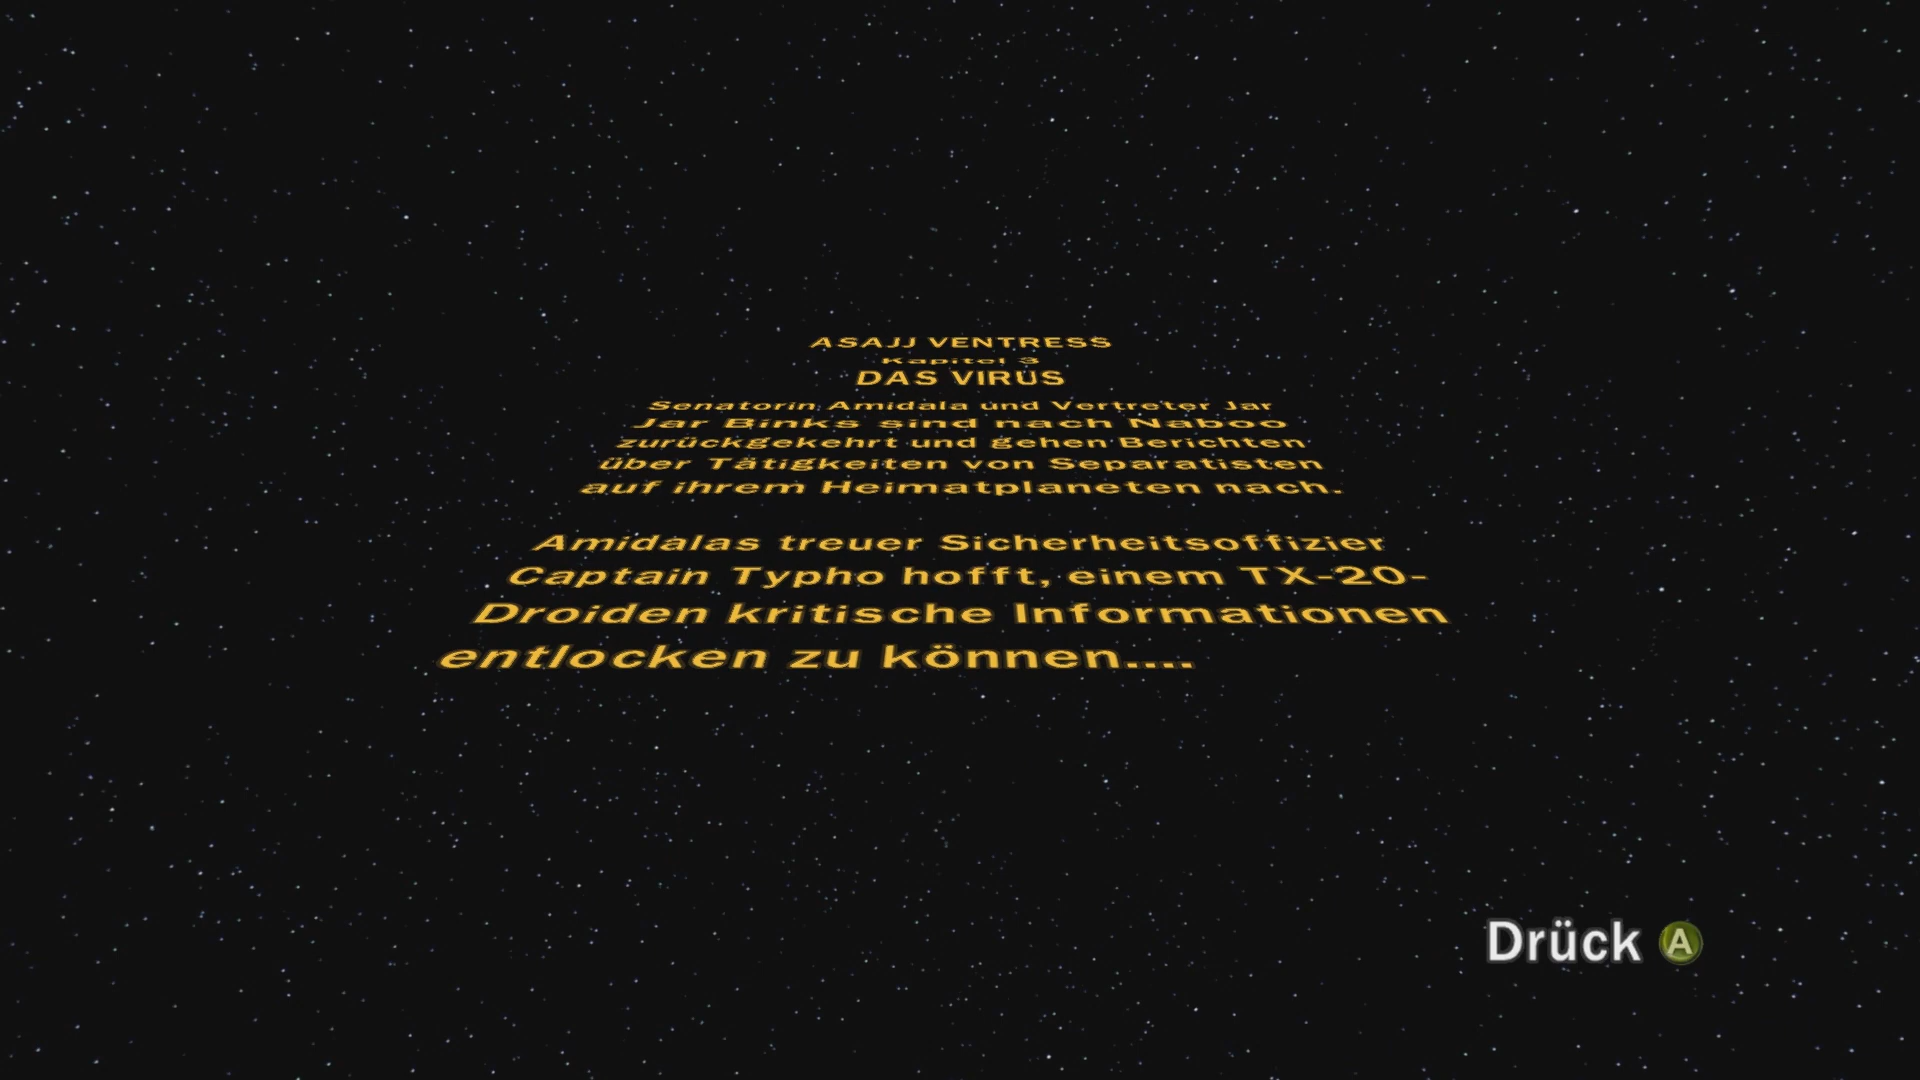 ASAJJ VENTRESS
Kapitel 3
DAS VIRUS
Senatorin Amidala und Vertreter Jar
Jar Binks sind nach Naboo
zurückgekehrt und gehen Berichten
über Tätigkeiten von Separatisten
auf ihrem Heimatplaneten nach.
Amidalas treuer Sicherheitsoffizier
Captain Typho hofft, einem TX-20-
Droiden kritische Informationen
entlocken zu können....
Drück A